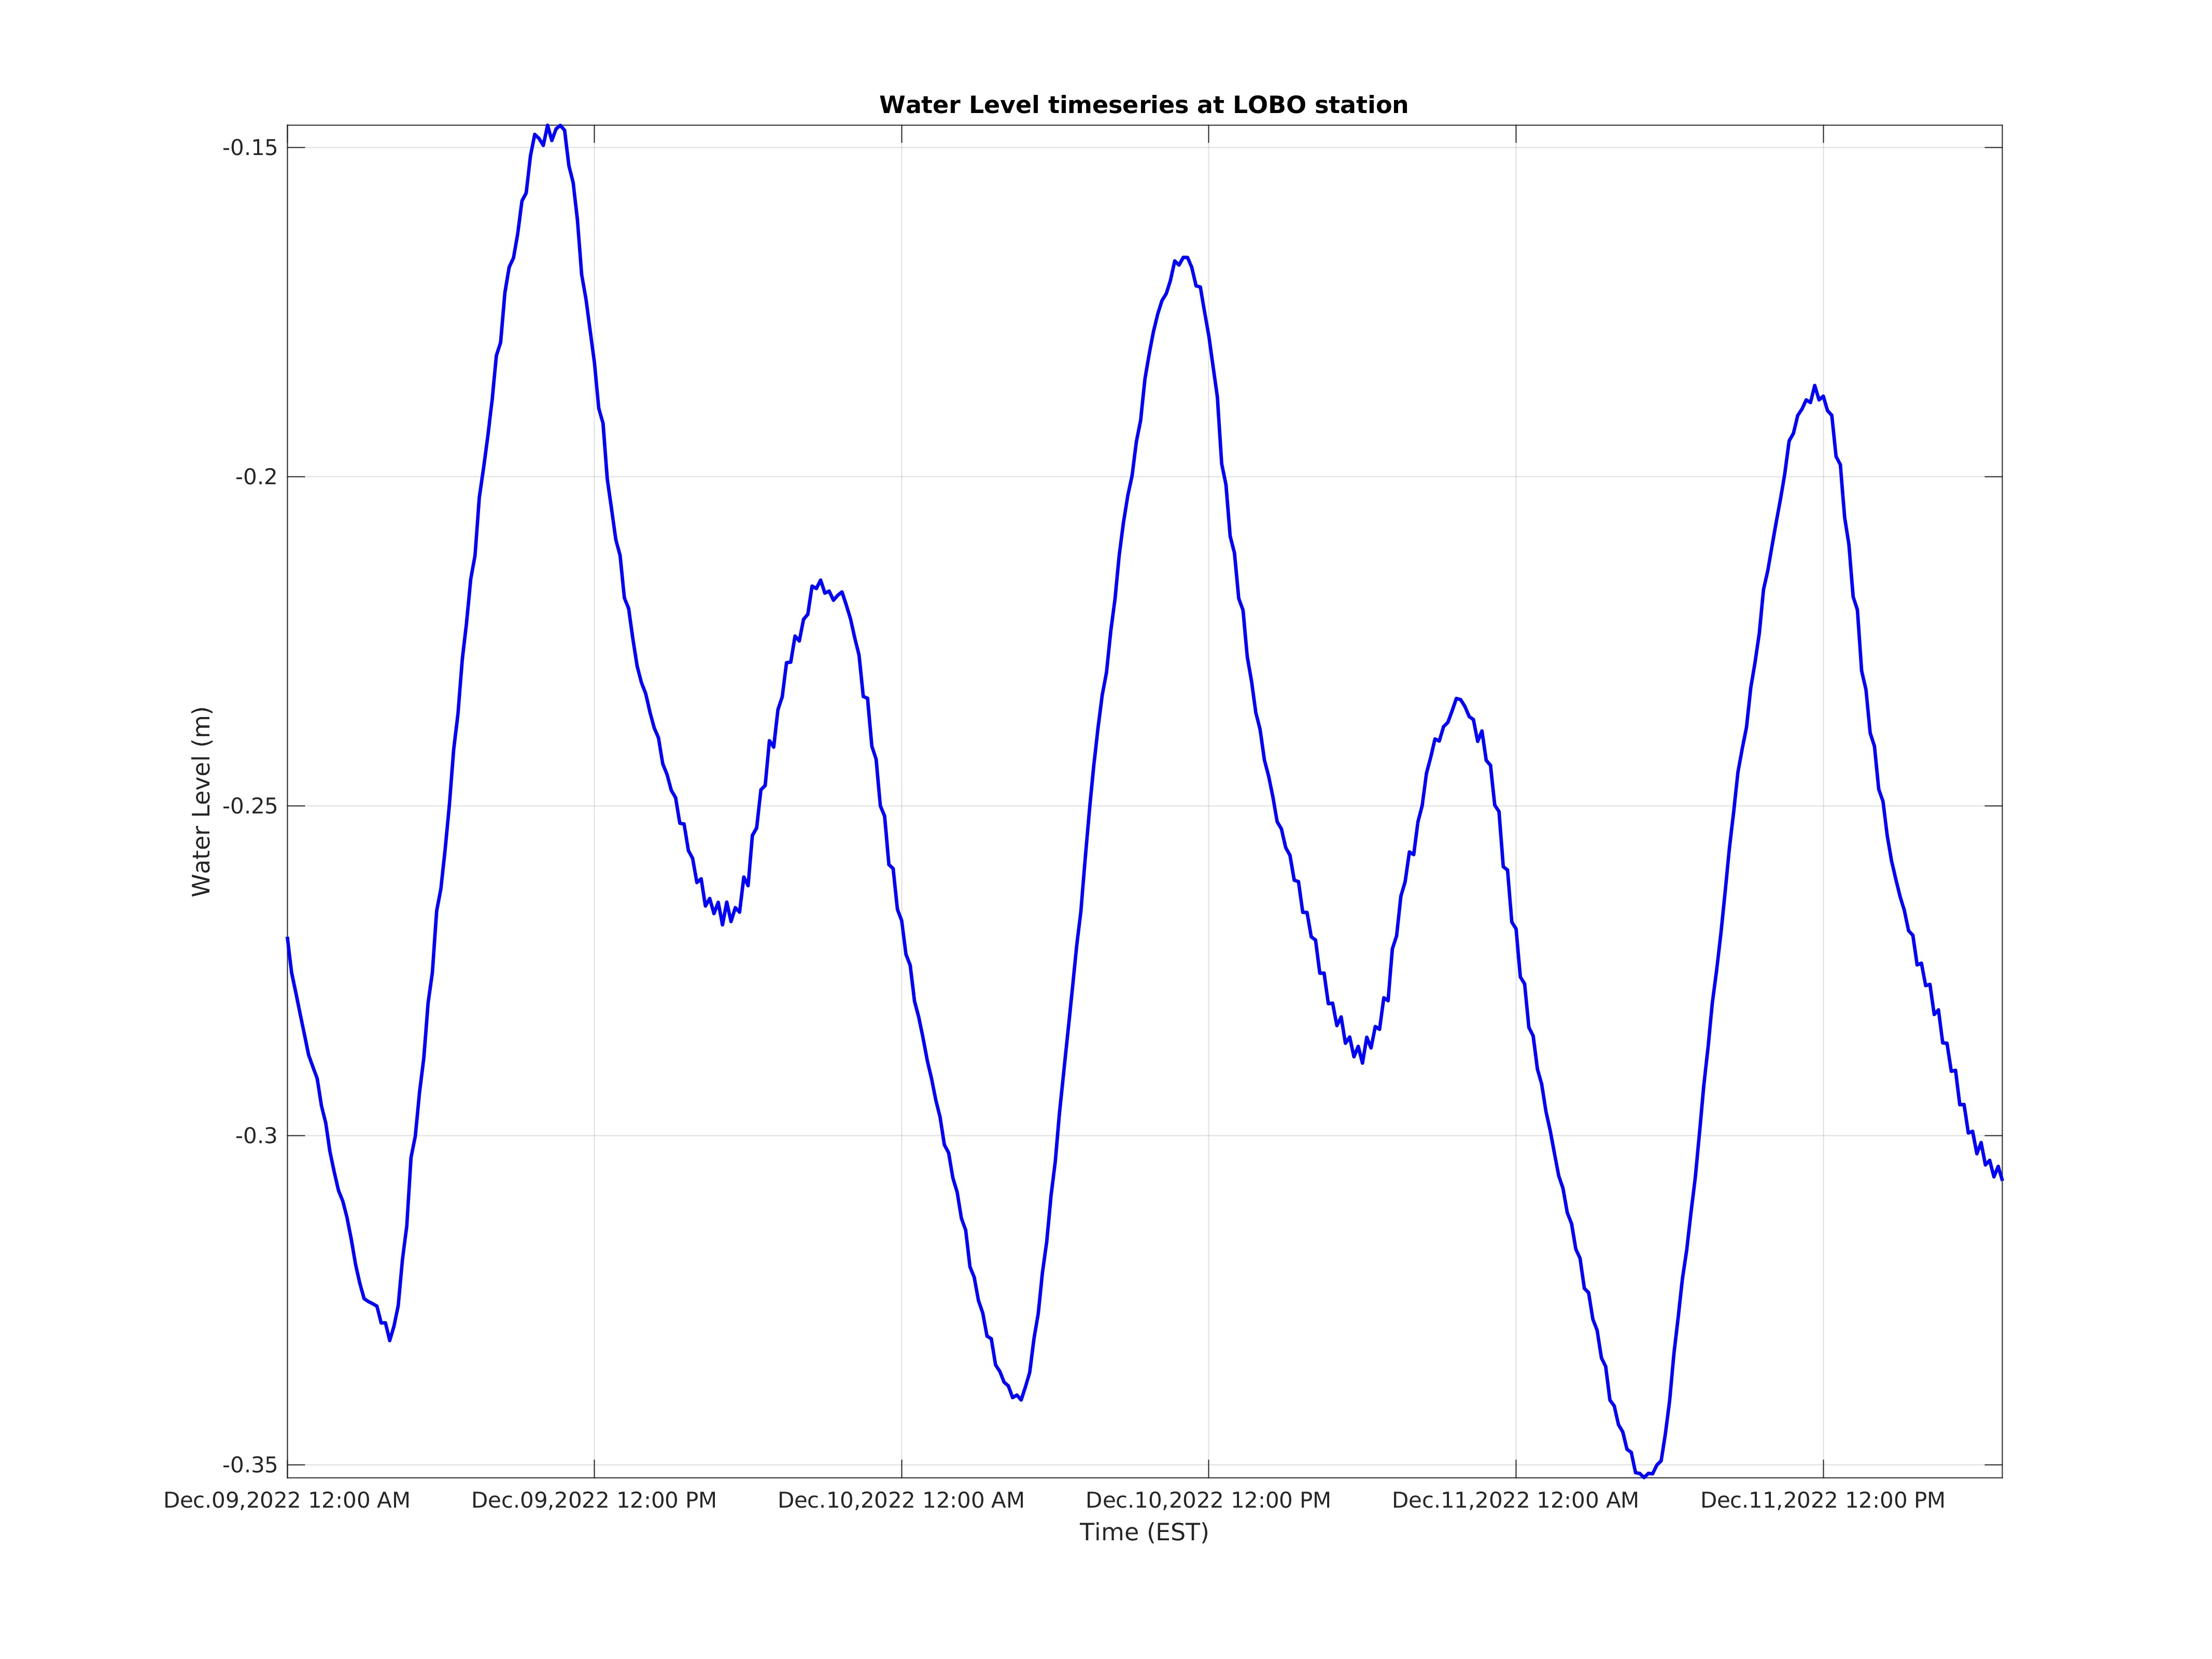 Water Level timeseries at LOBO station
-0.15
-0.2
-0.25
-0.3
-0.35
Water Level (m)
Dec.09,2022 12:00 AM
Dec.09,2022 12:00 PM
Dec.10,2022 12:00 AM
Dec.10,2022 12:00 PM
Dec.11,2022 12:00 AM
Dec.11,2022 12:00 PM
Time (EST)